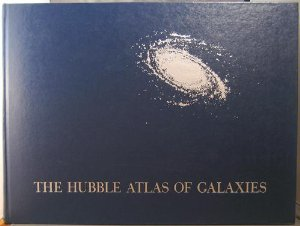 THE HUBBLE ATLAS OF GALAXIES